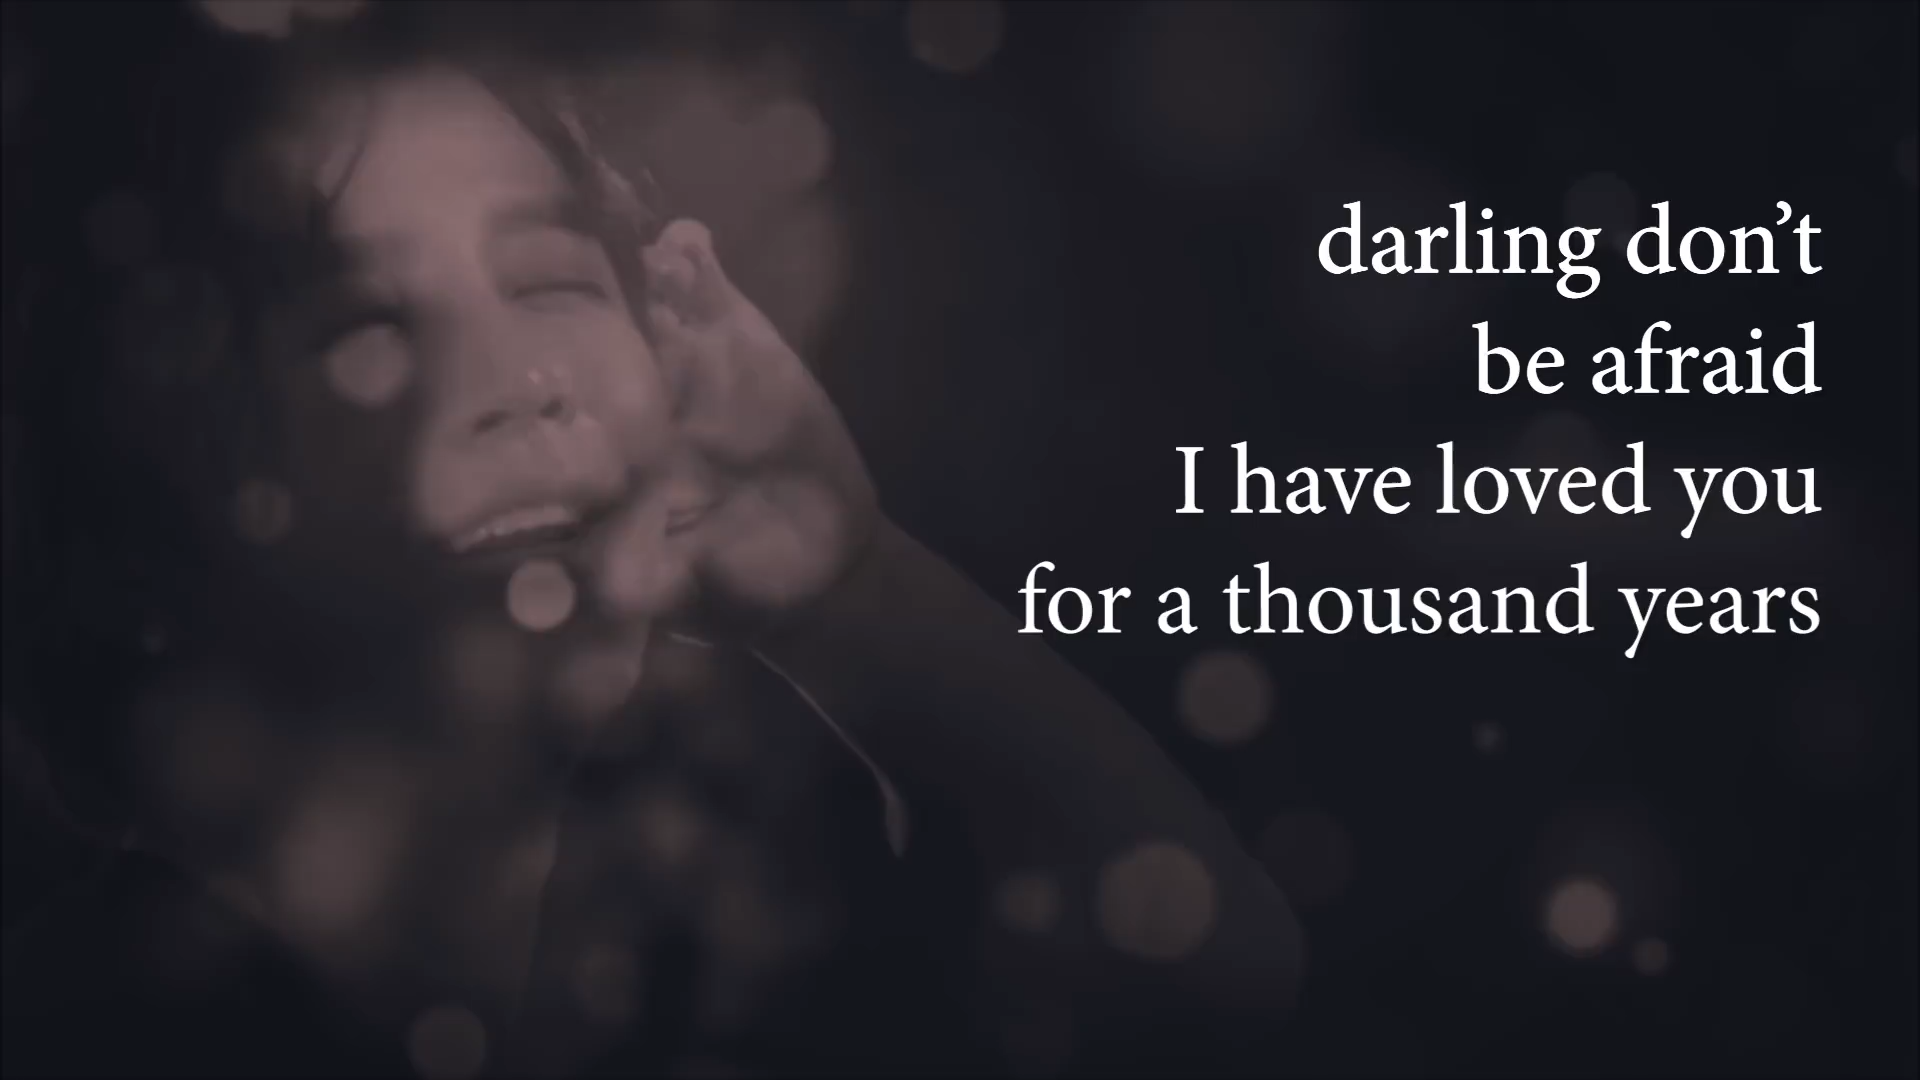 darling don’t
be afraid
I have loved you
for a thousand years